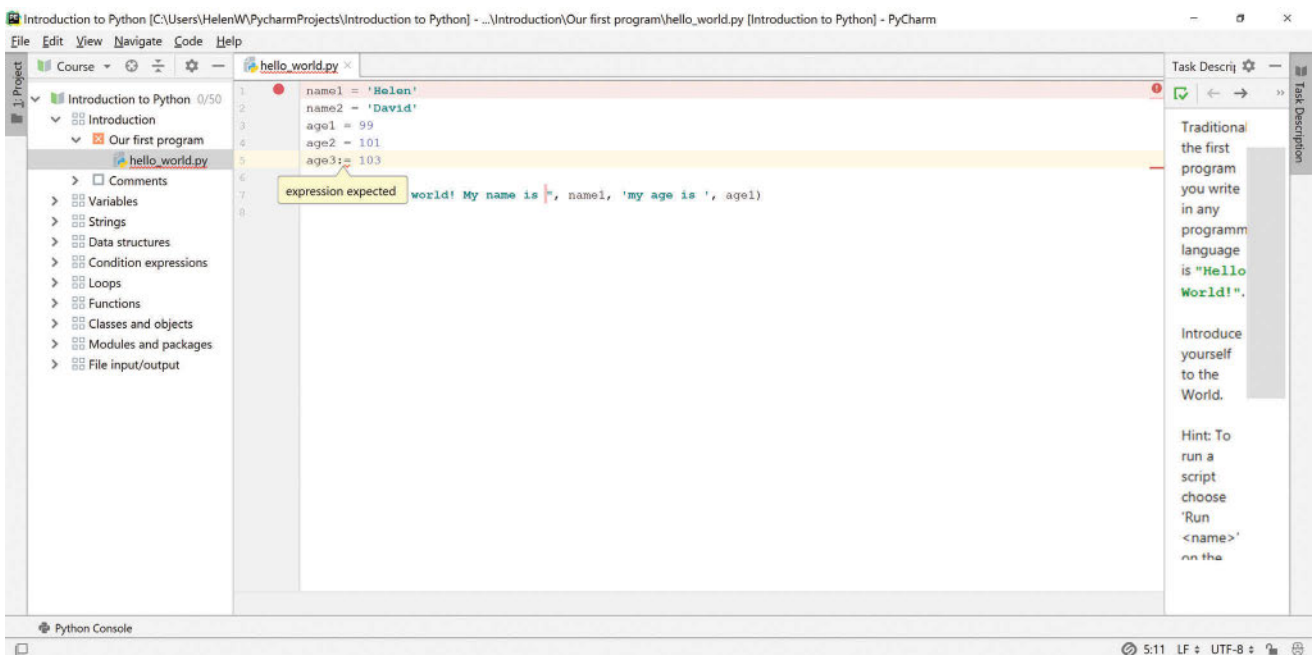 Introduction to Python [C:\Users\HelenW\PycharmProjects\Introduction to Python] - ...\Introduction\Our first program\hello_world.py [Introduction to Python] - PyCharm
File Edit View Navigate Code Help
1: Project
Course
Introduction to Python 0/50
Introduction
Our first program
hello_world.py
Comments
Variables
Strings
Data structures
Condition expressions
Loops
Functions
Classes and objects
Modules and packages
File input/output
hello_world.py
1 name1 = 'Helen'
2 name2 = 'David'
3 age1 = 99
4 age2 = 101
5 age3:= 103
6
expression expected
7 world! My name is ", name1, 'my age is ', age1)
8
Task Descrip
Task Description
Traditional
the first
program
you write
in any
programm
language
is "Hello
World!".
Introduce
yourself
to the
World.
Hint: To
run a
script
choose
'Run
<name>'
on the
Python Console
5:11 LF UTF-8